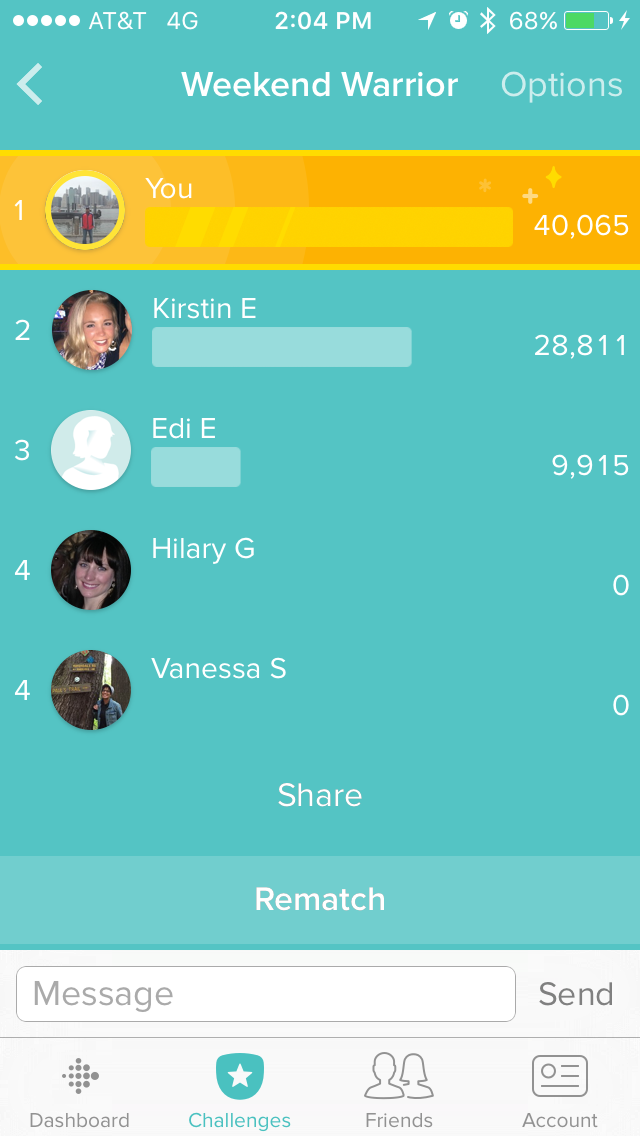 AT&T 4G 2:04 PM 68%
Weekend Warrior Options
1 You 40,065
2 Kirstin E 28,811
3 Edi E 9,915
4 Hilary G 0
4 Vanessa S 0
Share
Rematch
Message Send
Dashboard Challenges Friends Account